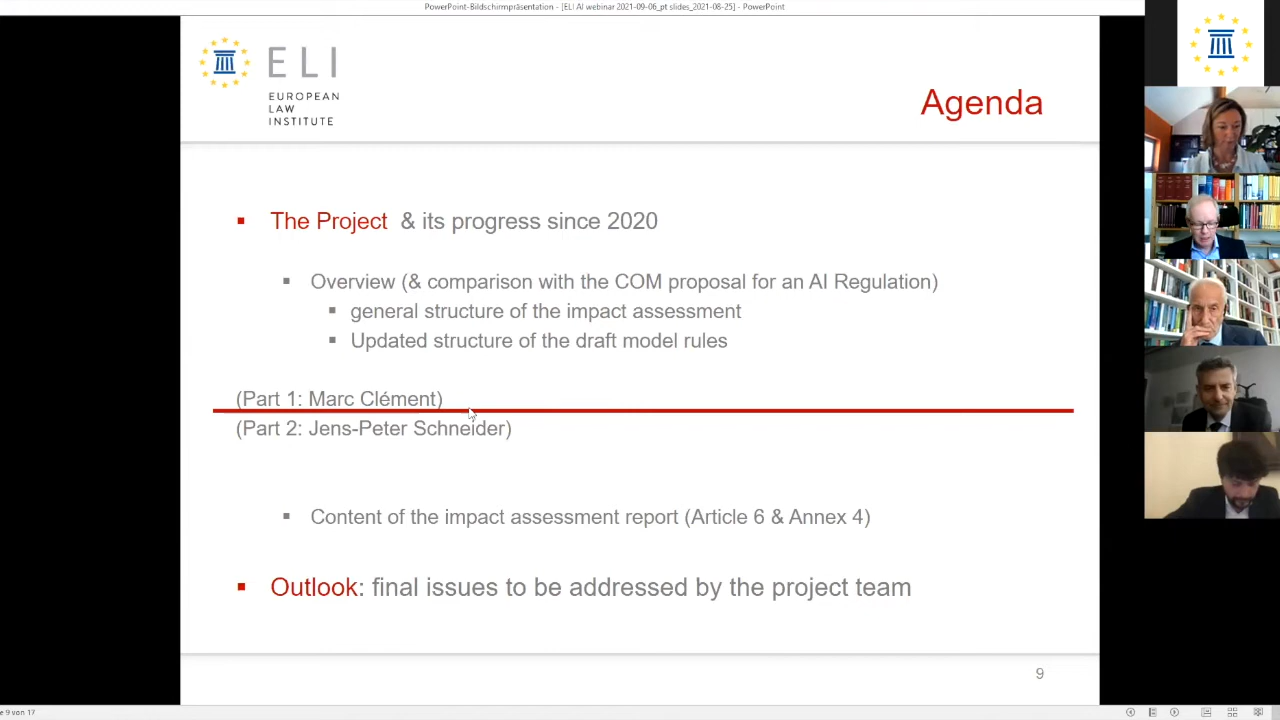 PowerPoint-Bildschirmpräsentation - [ELI AI webinar 2021-09-06_pt slides_2021-08-25] - PowerPoint
ELI
EUROPEAN
LAW
INSTITUTE
Agenda
The Project & its progress since 2020
Overview (& comparison with the COM proposal for an AI Regulation)
general structure of the impact assessment
Updated structure of the draft model rules
(Part 1: Marc Clément)
(Part 2: Jens-Peter Schneider)
Content of the impact assessment report (Article 6 & Annex 4)
Outlook: final issues to be addressed by the project team
9
e 9 von 17